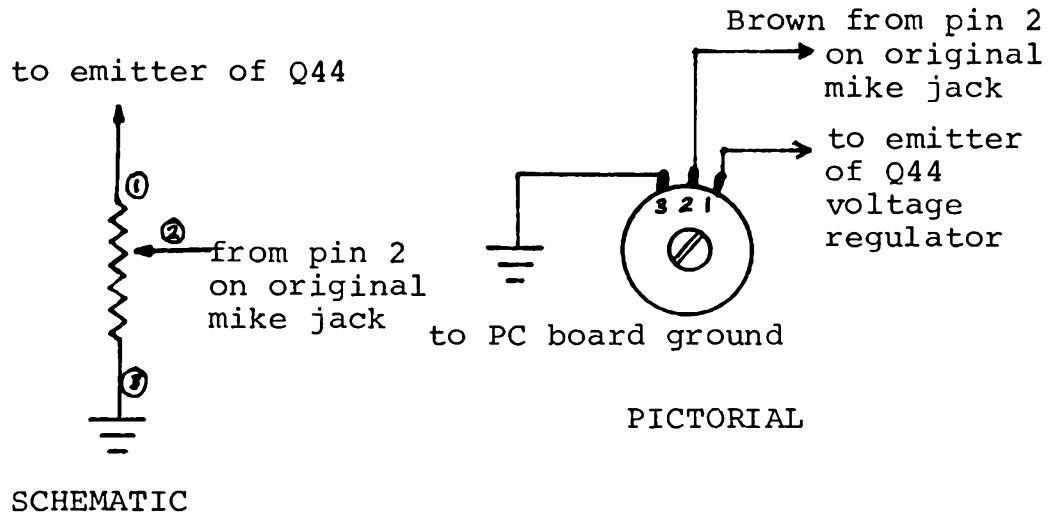 to emitter of Q44
1
2
from pin 2
on original
mike jack
3
SCHEMATIC
Brown from pin 2
on original
mike jack
to emitter
of Q44
voltage
regulator
3 2 1
to PC board ground
PICTORIAL